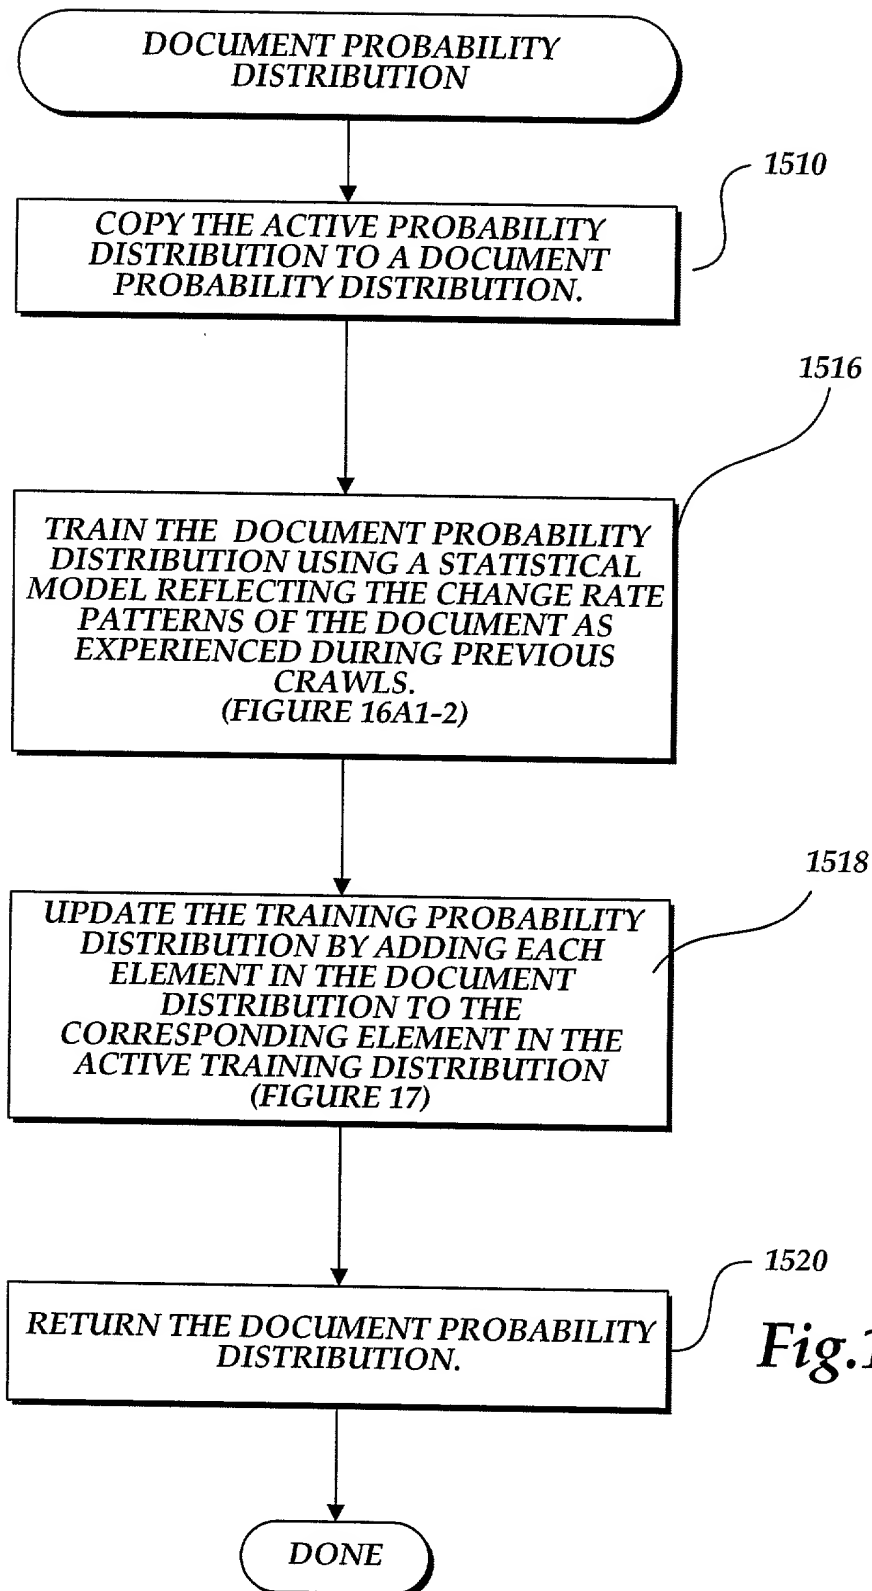 DOCUMENT PROBABILITY
DISTRIBUTION
1510
COPY THE ACTIVE PROBABILITY
DISTRIBUTION TO A DOCUMENT
PROBABILITY DISTRIBUTION.
1516
TRAIN THE DOCUMENT PROBABILITY
DISTRIBUTION USING A STATISTICAL
MODEL REFLECTING THE CHANGE RATE
PATTERNS OF THE DOCUMENT AS
EXPERIENCED DURING PREVIOUS
CRAWLS.
(FIGURE 16A1-2)
1518
UPDATE THE TRAINING PROBABILITY
DISTRIBUTION BY ADDING EACH
ELEMENT IN THE DOCUMENT
DISTRIBUTION TO THE
CORRESPONDING ELEMENT IN THE
ACTIVE TRAINING DISTRIBUTION
(FIGURE 17)
1520
RETURN THE DOCUMENT PROBABILITY
DISTRIBUTION.
Fig.
DONE